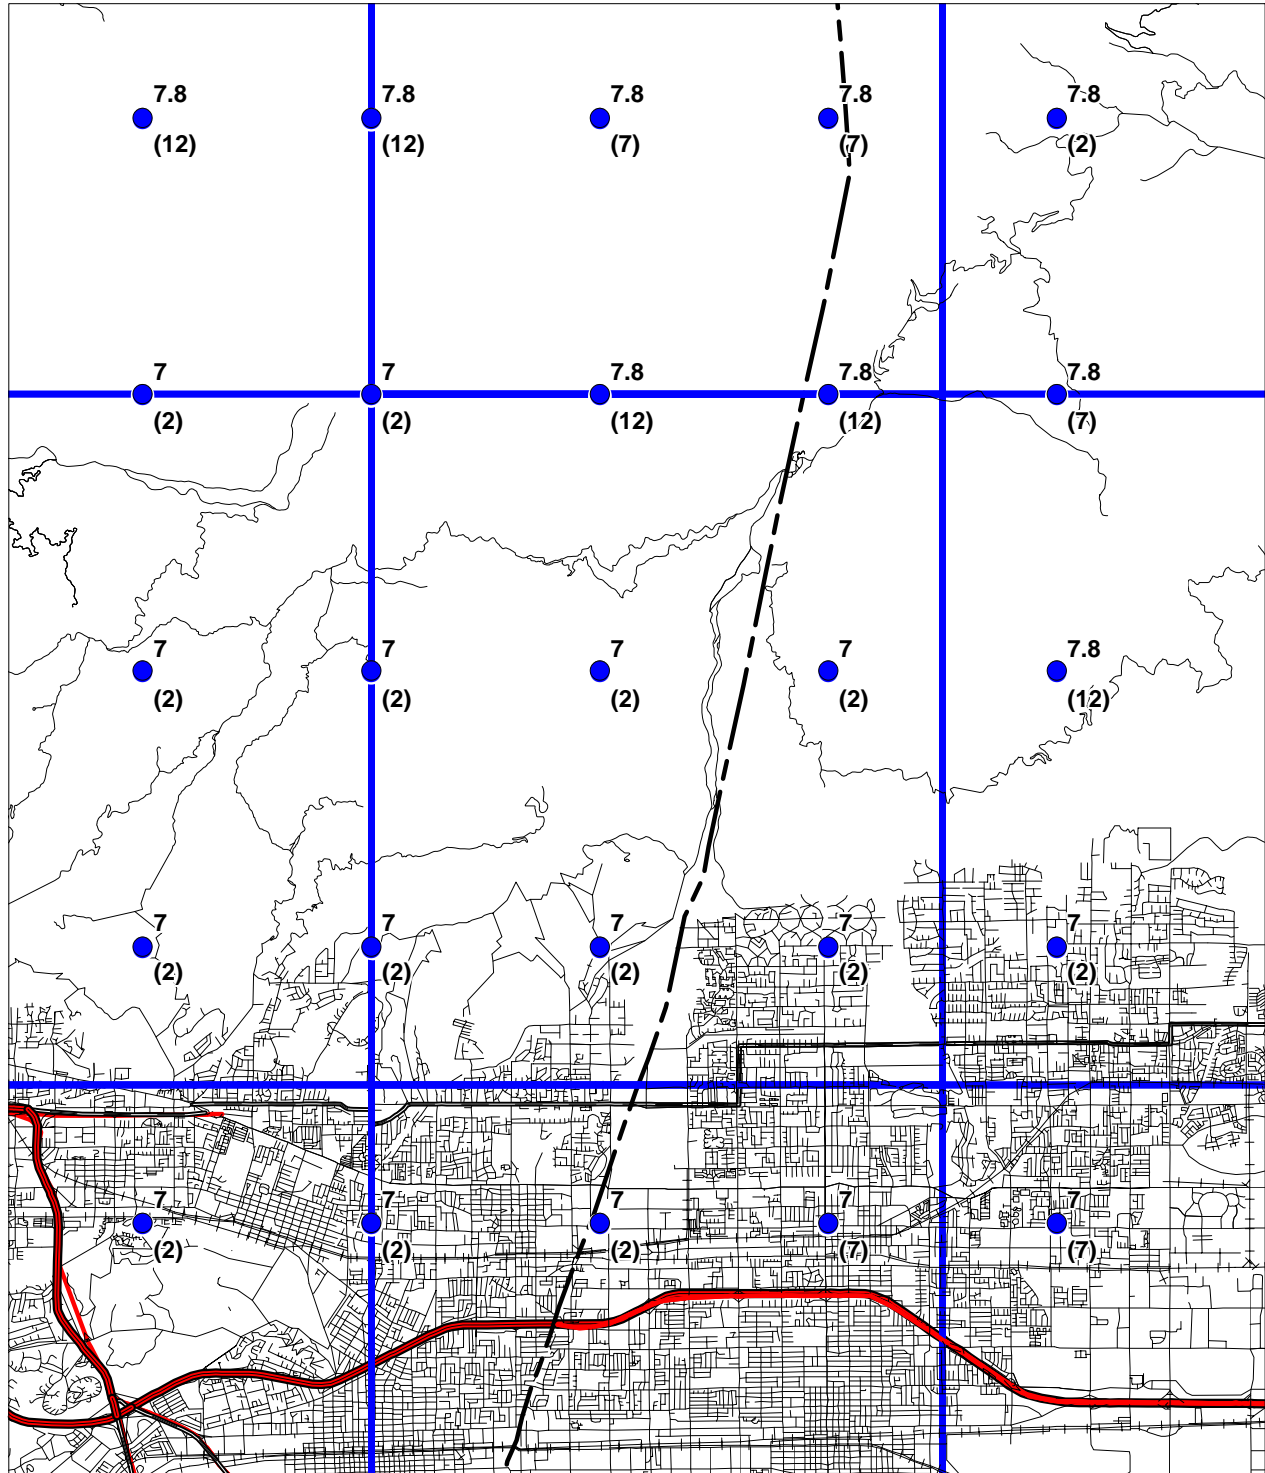 7.8 7.8 7.8 7.8 7.8
(12) (12) (7) (7) (2)
7 7 7.8 7.8 7.8
(2) (2) (12) (12) (7)
7 7 7 7 7.8
(2) (2) (2) (2) (12)
7 7 7 7 7
(2) (2) (2) (2) (2)
7 7 7 7 7
(2) (2) (2) (7) (7)